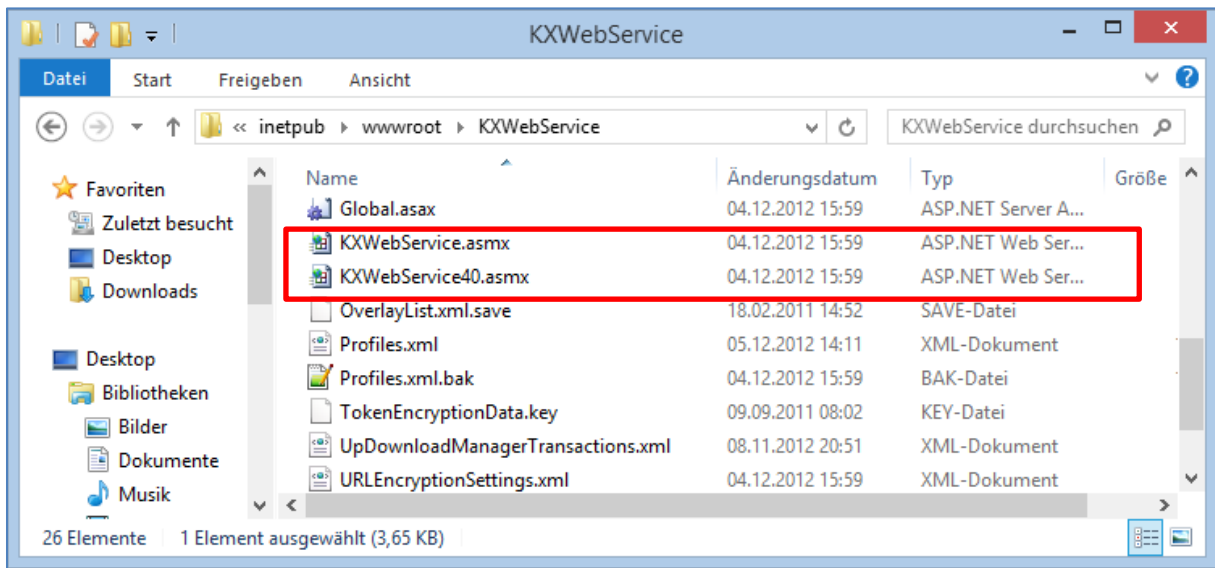 KXWebService
Datei Start Freigeben Ansicht
« inetpub wwwroot KXWebService KXWebService durchsuchen
Favoriten
Zuletzt besucht
Desktop
Downloads
Desktop
Bibliotheken
Bilder
Dokumente
Musik
Name Änderungsdatum Typ Größe
Global.asax 04.12.2012 15:59 ASP.NET Server A...
KXWebService.asmx 04.12.2012 15:59 ASP.NET Web Ser...
KXWebService40.asmx 04.12.2012 15:59 ASP.NET Web Ser...
OverlayList.xml.save 18.02.2011 14:52 SAVE-Datei
Profiles.xml 05.12.2012 14:11 XML-Dokument
Profiles.xml.bak 04.12.2012 15:59 BAK-Datei
TokenEncryptionData.key 09.09.2011 08:02 KEY-Datei
UpDownloadManagerTransactions.xml 08.11.2012 20:51 XML-Dokument
URLEncryptionSettings.xml 04.12.2012 15:59 XML-Dokument
26 Elemente 1 Element ausgewählt (3,65 KB)